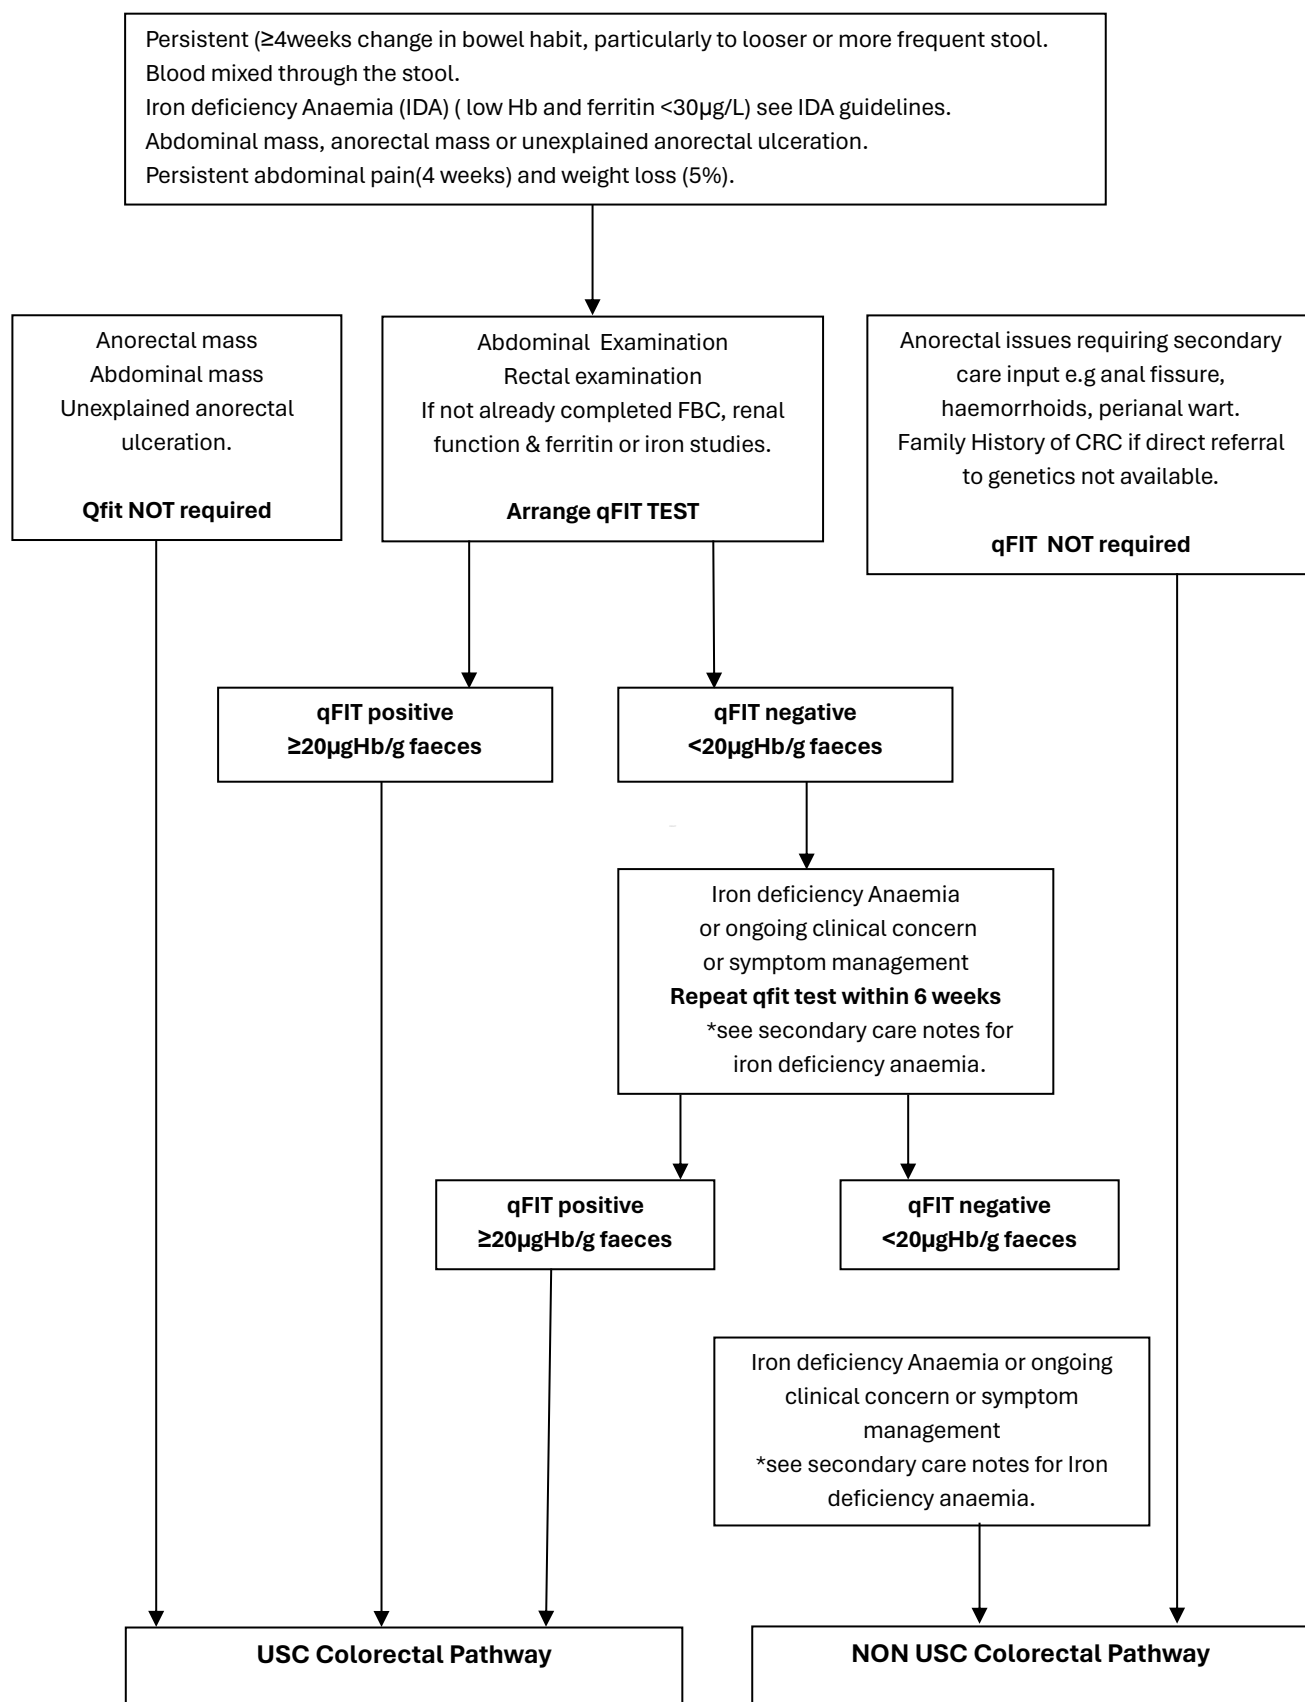 Persistent (≥4weeks change in bowel habit, particularly to looser or more frequent stool.
Blood mixed through the stool.
Iron deficiency Anaemia (IDA) ( low Hb and ferritin <30µg/L) see IDA guidelines.
Abdominal mass, anorectal mass or unexplained anorectal ulceration.
Persistent abdominal pain(4 weeks) and weight loss (5%).
Anorectal mass
Abdominal mass
Unexplained anorectal
ulceration.
Qfit NOT required
Abdominal Examination
Rectal examination
If not already completed FBC, renal
function & ferritin or iron studies.
Arrange qFIT TEST
Anorectal issues requiring secondary
care input e.g anal fissure,
haemorrhoids, perianal wart.
Family History of CRC if direct referral
to genetics not available.
qFIT NOT required
qFIT positive
≥20µgHb/g faeces
qFIT negative
<20µgHb/g faeces
Iron deficiency Anaemia
or ongoing clinical concern
or symptom management
Repeat qfit test within 6 weeks
*see secondary care notes for
iron deficiency anaemia.
qFIT positive
≥20µgHb/g faeces
qFIT negative
<20µgHb/g faeces
Iron deficiency Anaemia or ongoing
clinical concern or symptom
management
*see secondary care notes for Iron
deficiency anaemia.
USC Colorectal Pathway
NON USC Colorectal Pathway